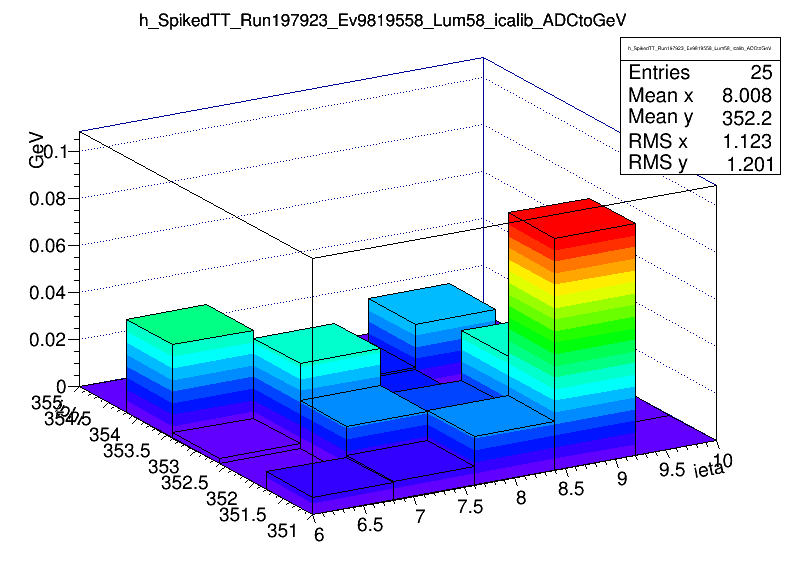 h_SpikedTT_Run197923_Ev9819558_Lum58_icalib_ADCtoGeV
h_SpikedTT_Run197923_Ev9819558_Lum58_icalib_ADCtoGeV
Entries 25
Mean x 8.008
Mean y 352.2
RMS x 1.123
RMS y 1.201
GeV
0.1
0.08
0.06
0.04
0.02
0
355
354.5
354
353.5
353
352.5
352
351.5
351
6
6.5
7
7.5
8
8.5
9
9.5
10
ieta